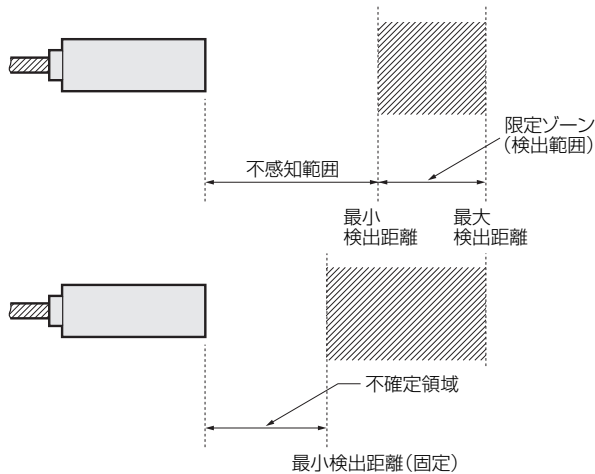 限定ゾーン
(検出範囲)
不感知範囲
最小
検出距離
最大
検出距離
不確定領域
最小検出距離(固定)